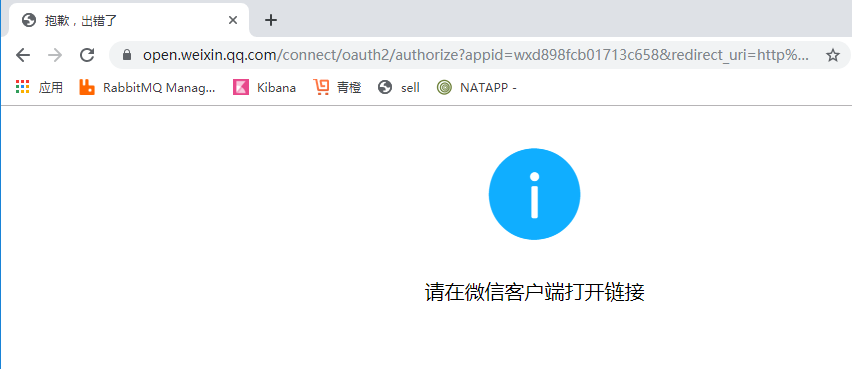 抱歉，出错了
open.weixin.qq.com/connect/oauth2/authorize?appid=wxd898fcb01713c658&redirect_uri=http%...
应用 RabbitMQ Manag... Kibana 青橙 sell NATAPP -
请在微信客户端打开链接